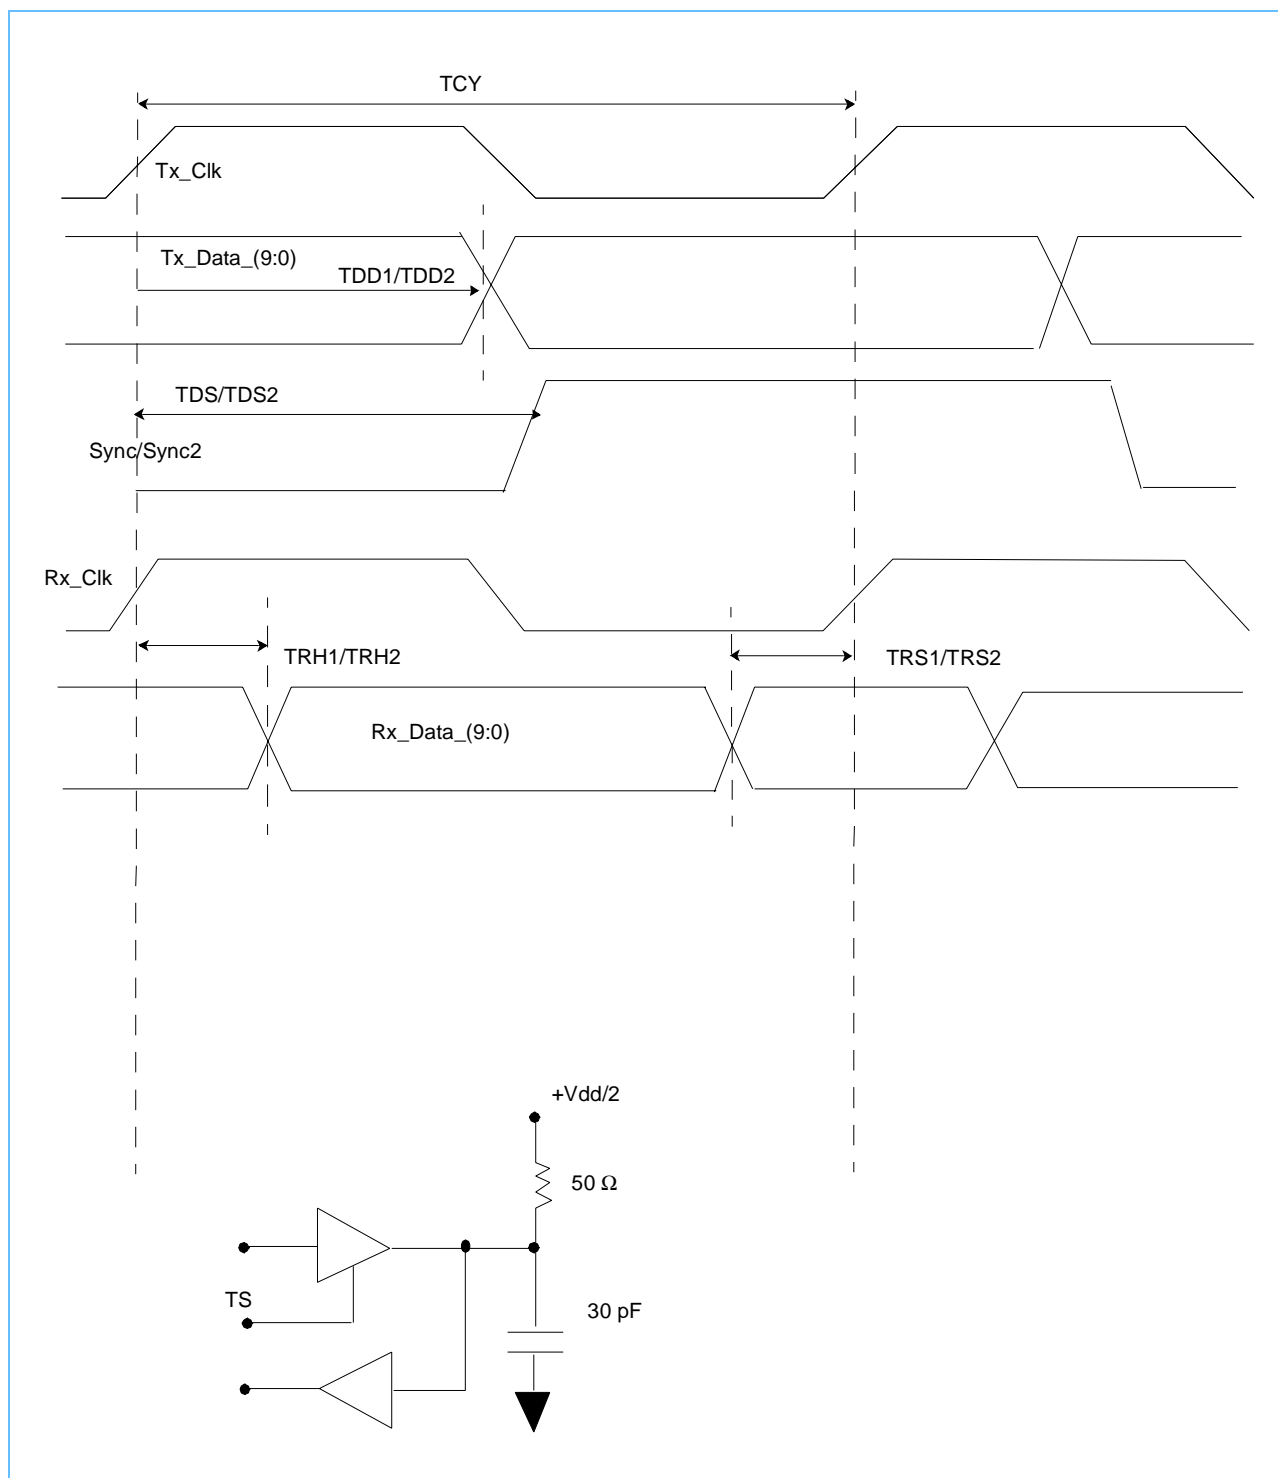 TCY
Tx_Clk
Tx_Data_(9:0)
TDD1/TDD2
TDS/TDS2
Sync/Sync2
Rx_Clk
TRH1/TRH2
TRS1/TRS2
Rx_Data_(9:0)
+Vdd/2
50 Ω
TS
30 pF